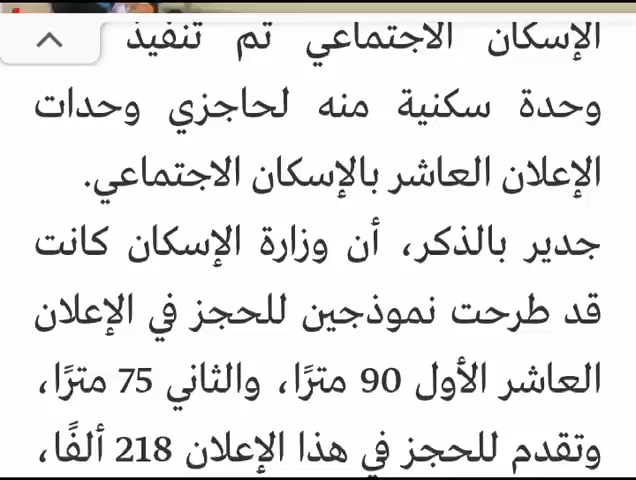 الإسكان الاجتماعي تم تنفيذ
وحدة سكنية منه لحاجزي وحدات
الإعلان العاشر بالإسكان الاجتماعي.
جدير بالذكر، أن وزارة الإسكان كانت
قد طرحت نموذجين للحجز في الإعلان
العاشر الأول 90 مترًا، والثاني 75 مترًا،
وتقدم للحجز في هذا الإعلان 218 ألفًا،